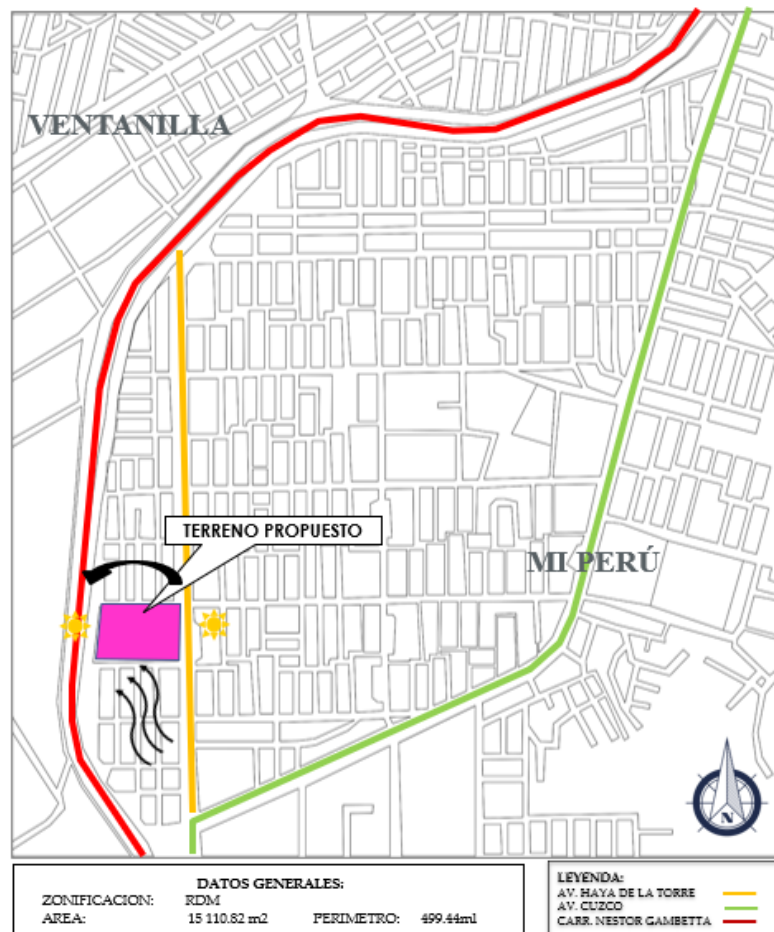 VENTANILLA
TERRENO PROPUESTO
MI PERÚ
N
DATOS GENERALES:
ZONIFICACION: RDM
AREA: 15 110.82 m2 PERIMETRO: 499.44ml
LEYENDA:
AV. HAYA DE LA TORRE
AV. CUZCO
CARR. NESTOR GAMBETTA